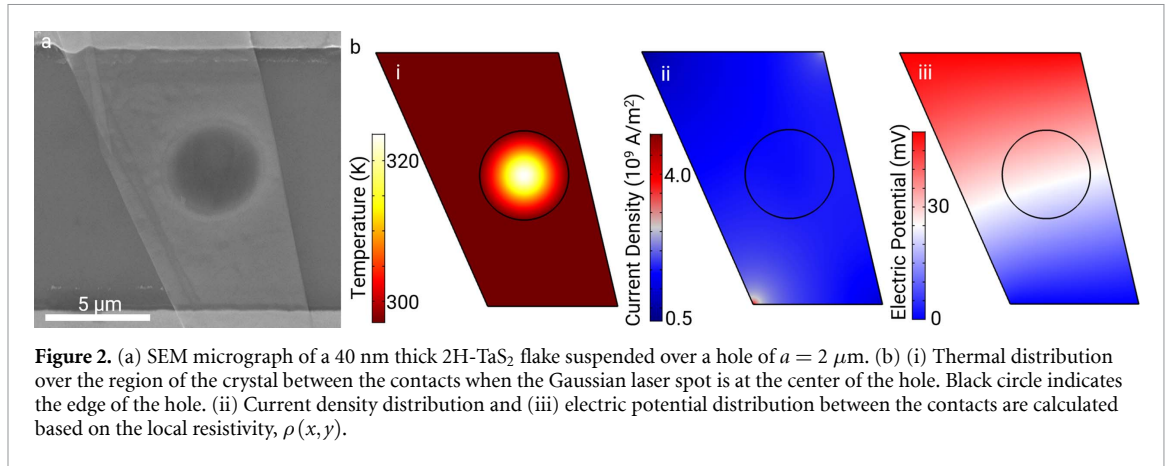 a
5 μm
b
i
Temperature (K)
320
300
ii
Current Density (10⁹ A/m²)
4.0
0.5
iii
Electric Potential (mV)
30
0
Figure 2. (a) SEM micrograph of a 40 nm thick 2H-TaS₂ flake suspended over a hole of a = 2 μm. (b) (i) Thermal distribution
over the region of the crystal between the contacts when the Gaussian laser spot is at the center of the hole. Black circle indicates
the edge of the hole. (ii) Current density distribution and (iii) electric potential distribution between the contacts are calculated
based on the local resistivity, ρ(x,y).